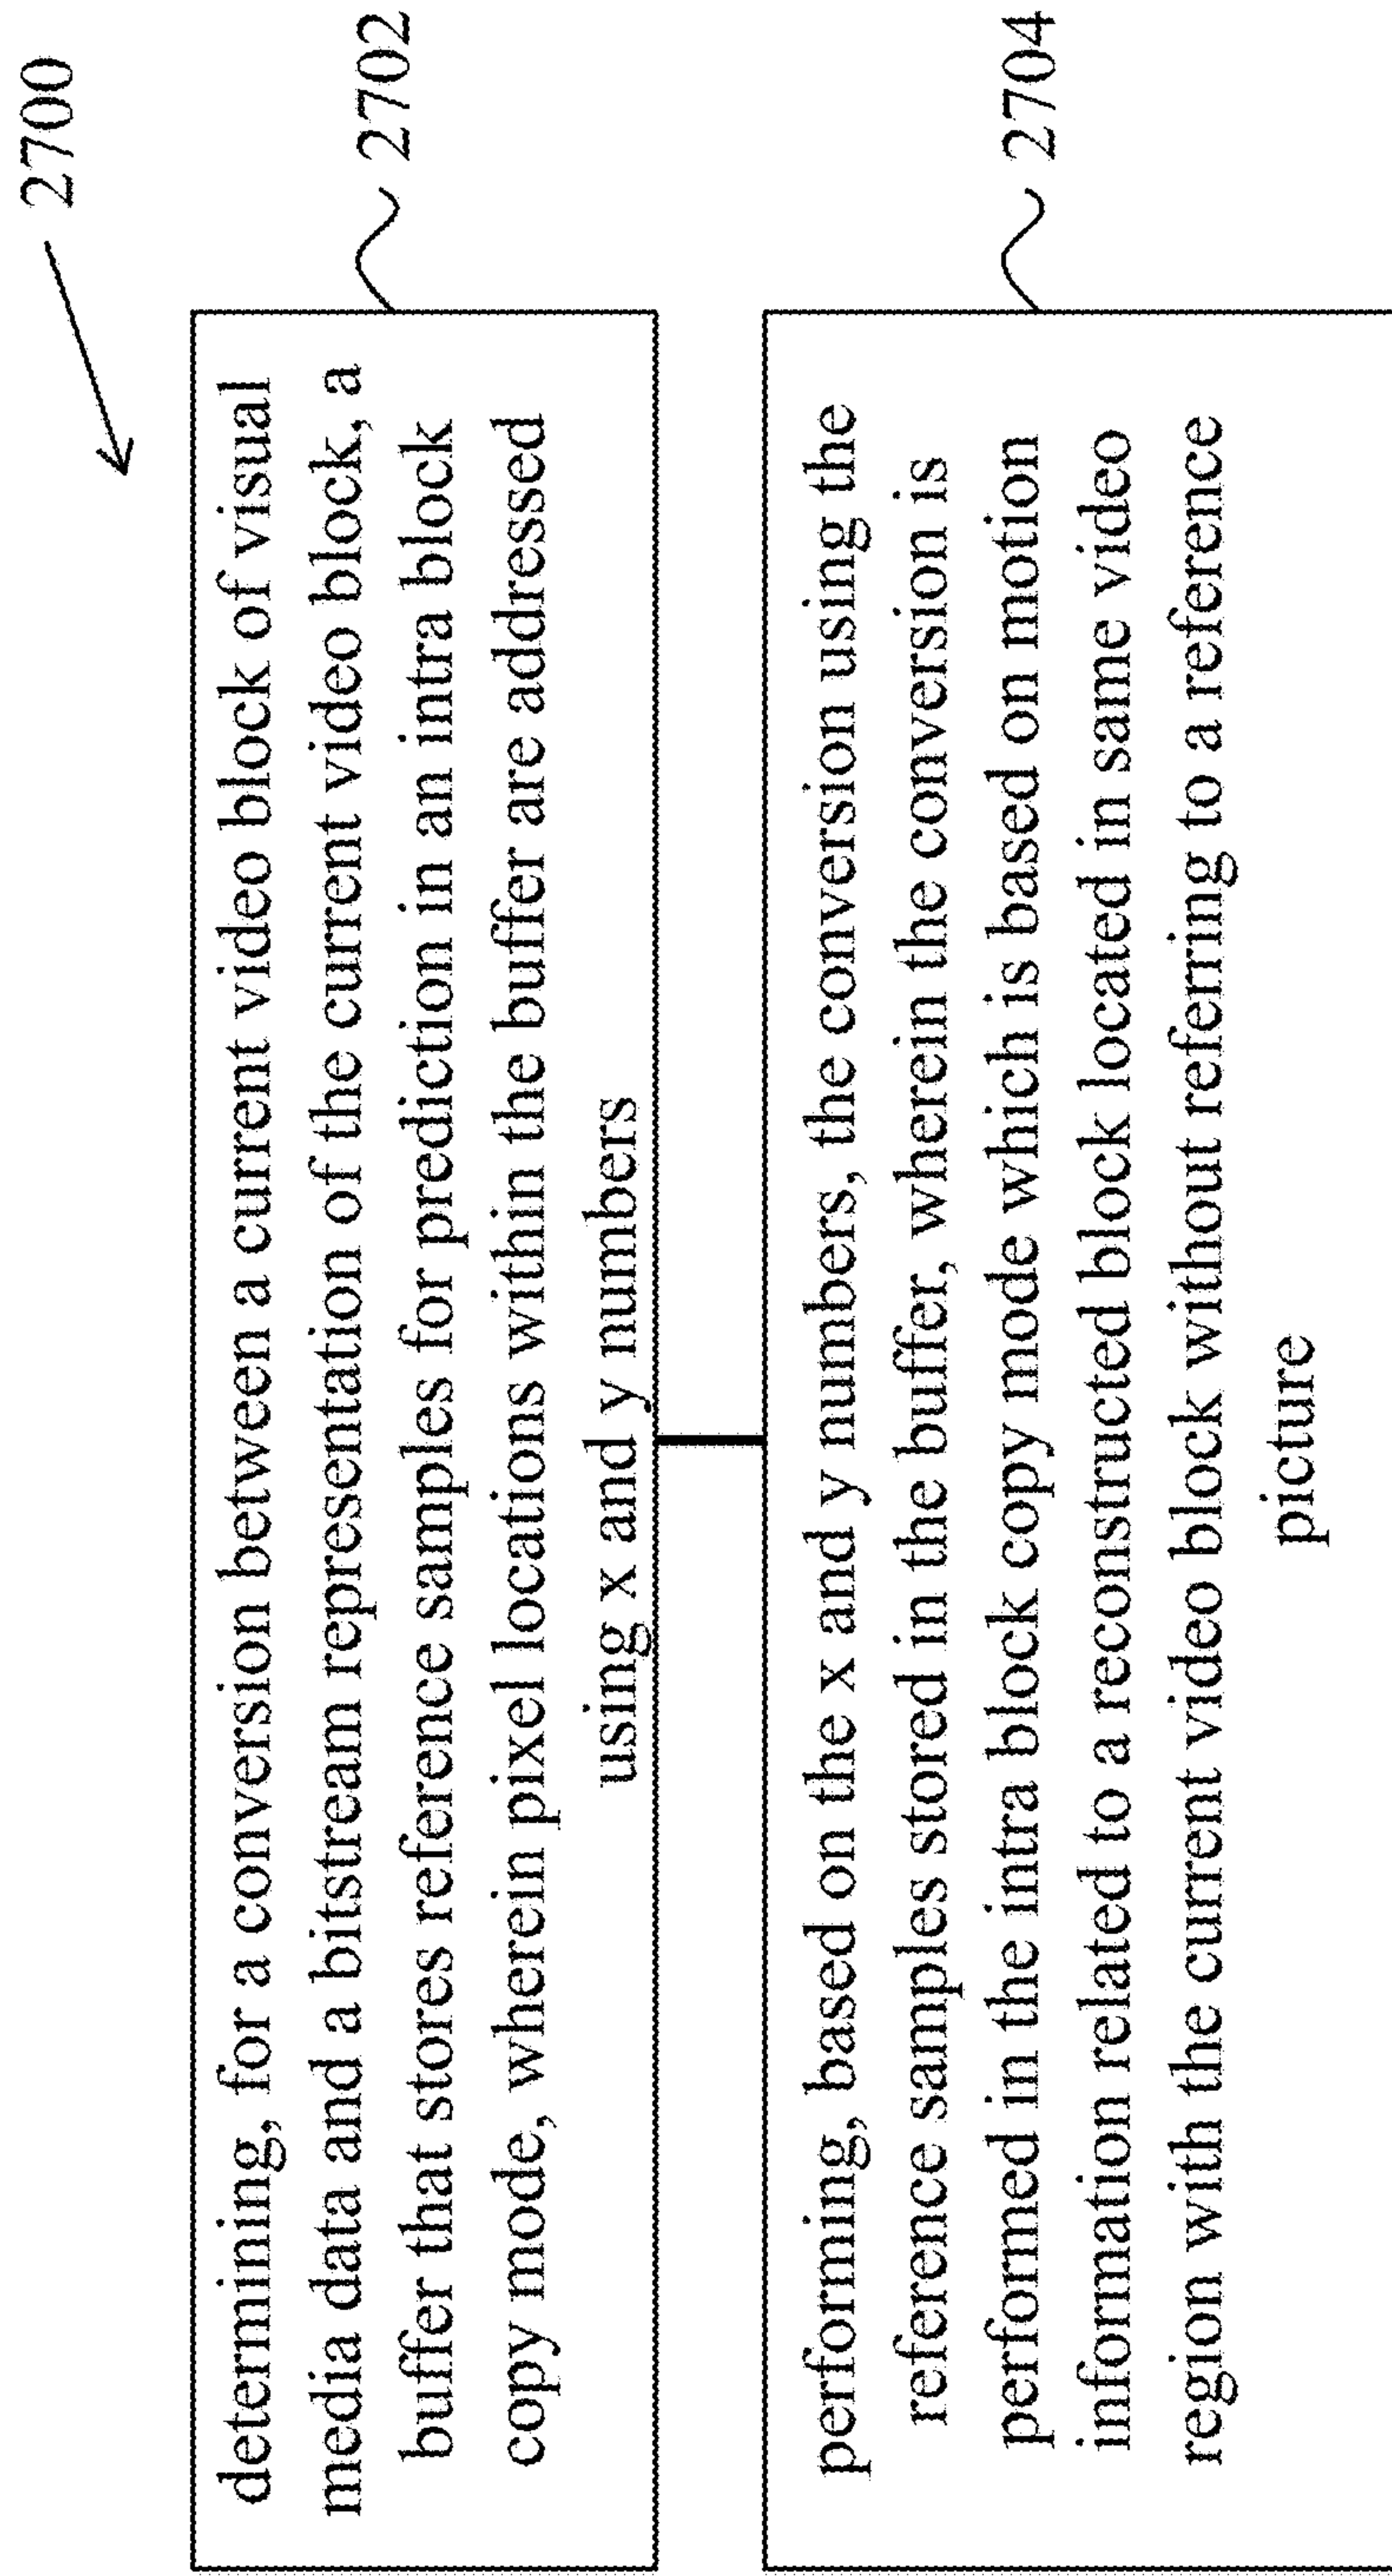 2700
determining, for a conversion between a current video block of visual
media data and a bitstream representation of the current video block, a
buffer that stores reference samples for prediction in an intra block
copy mode, wherein pixel locations within the buffer are addressed
using x and y numbers
2702
performing, based on the x and y numbers, the conversion using the
reference samples stored in the buffer, wherein the conversion is
performed in the intra block copy mode which is based on motion
information related to a reconstructed block located in same video
region with the current video block without referring to a reference
picture
2704